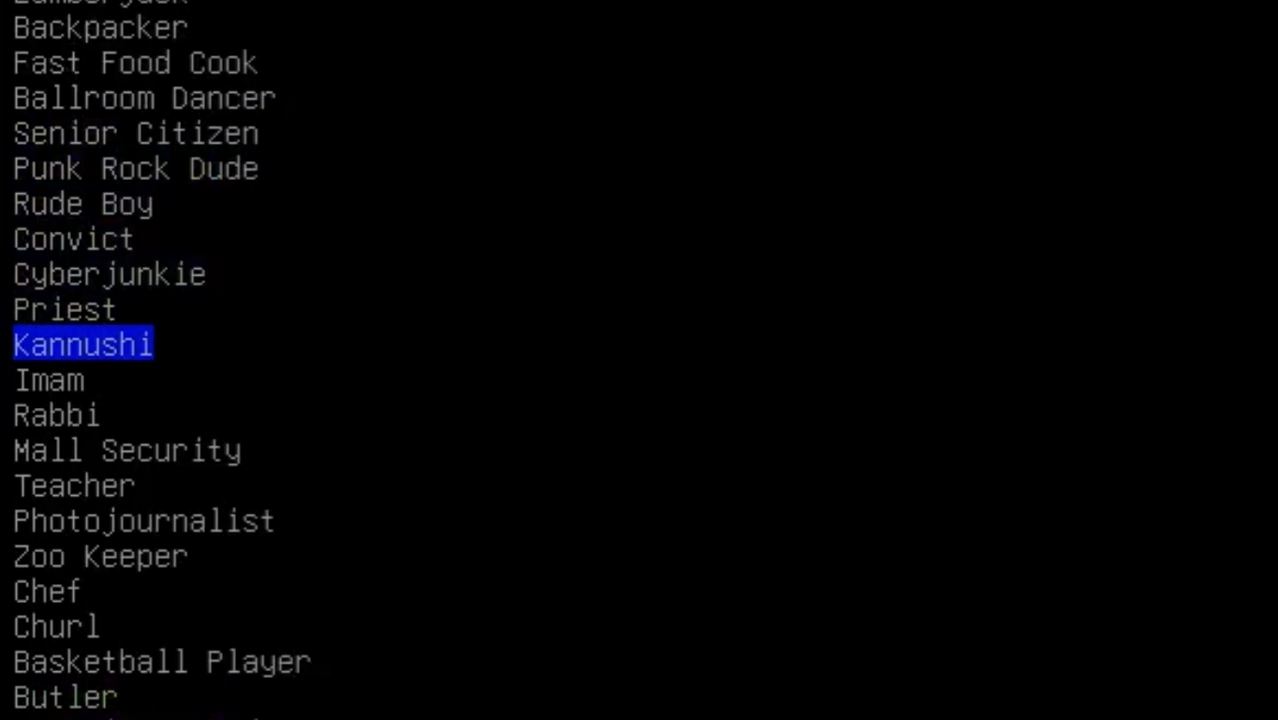 Backpacker
Fast Food Cook
Ballroom Dancer
Senior Citizen
Punk Rock Dude
Rude Boy
Convict
Cyberjunkie
Priest
Kannushi
Imam
Rabbi
Mall Security
Teacher
Photojournalist
Zoo Keeper
Chef
Churl
Basketball Player
Butler